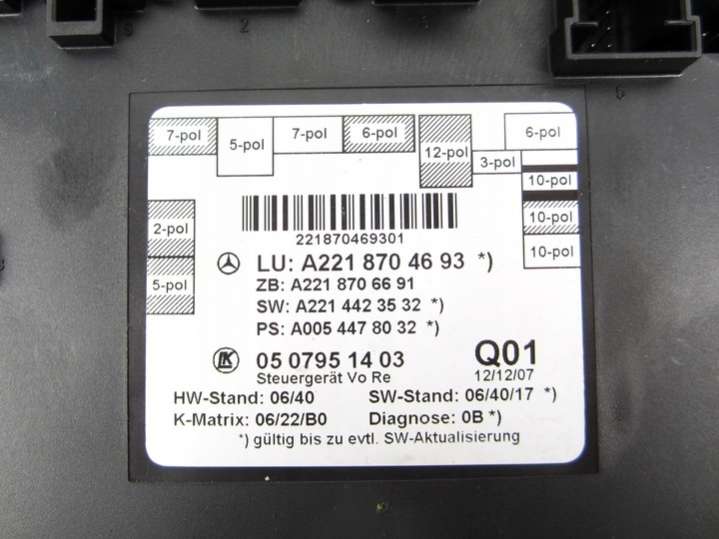 2
7-pol
5-pol
7-pol
6-pol
12-pol
3-pol
6-pol
10-pol
10-pol
10-pol
2-pol
5-pol
221870469301
LU: A221 870 46 93 *)
ZB: A221 870 66 91
SW: A221 442 35 32 *)
PS: A005 447 80 32 *)
LK 05 0795 14 03 Q01
Steuergerät Vo Re 12/12/07
HW-Stand: 06/40 SW-Stand: 06/40/17 *)
K-Matrix: 06/22/B0 Diagnose: 0B *)
*) gültig bis zu evtl. SW-Aktualisierung